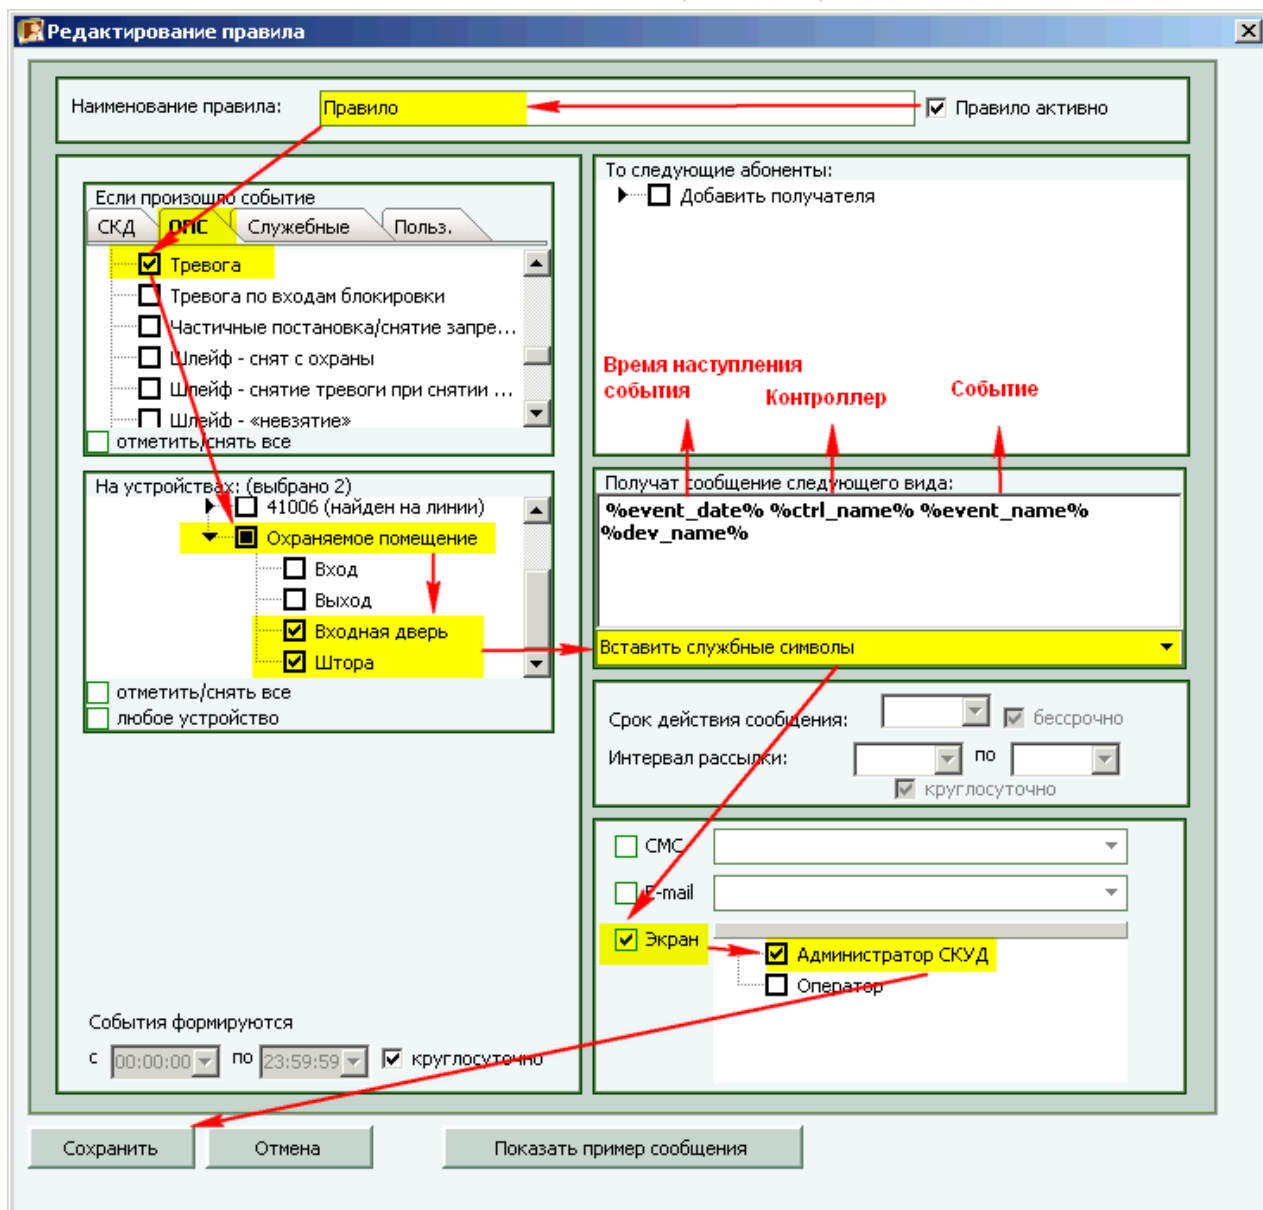 Редактирование правила
Наименование правила: Правило Правило активно
Если произошло событие
СКД ОПС Служебные Польз.
Тревога
Тревога по входам блокировки
Частичные постановка/снятие запре...
Шлейф - снят с охраны
Шлейф - снятие тревоги при снятии ...
Шлейф - «невзятие»
отметить/снять все
На устройствах: (выбрано 2)
41006 (найден на линии)
Охраняемое помещение
Вход
Выход
Входная дверь
Штора
отметить/снять все
любое устройство
События формируются
с 00:00:00 по 23:59:59 круглосуточно
То следующие абоненты:
Добавить получателя
Время наступления
события
Контроллер
Событие
Получат сообщение следующего вида:
%event_date% %ctrl_name% %event_name%
%dev_name%
Вставить службные символы
Срок действия сообщения: бессрочно
Интервал рассылки: по
круглосуточно
СМС
E-mail
Экран
Администратор СКУД
Оператор
Сохранить Отмена Показать пример сообщения